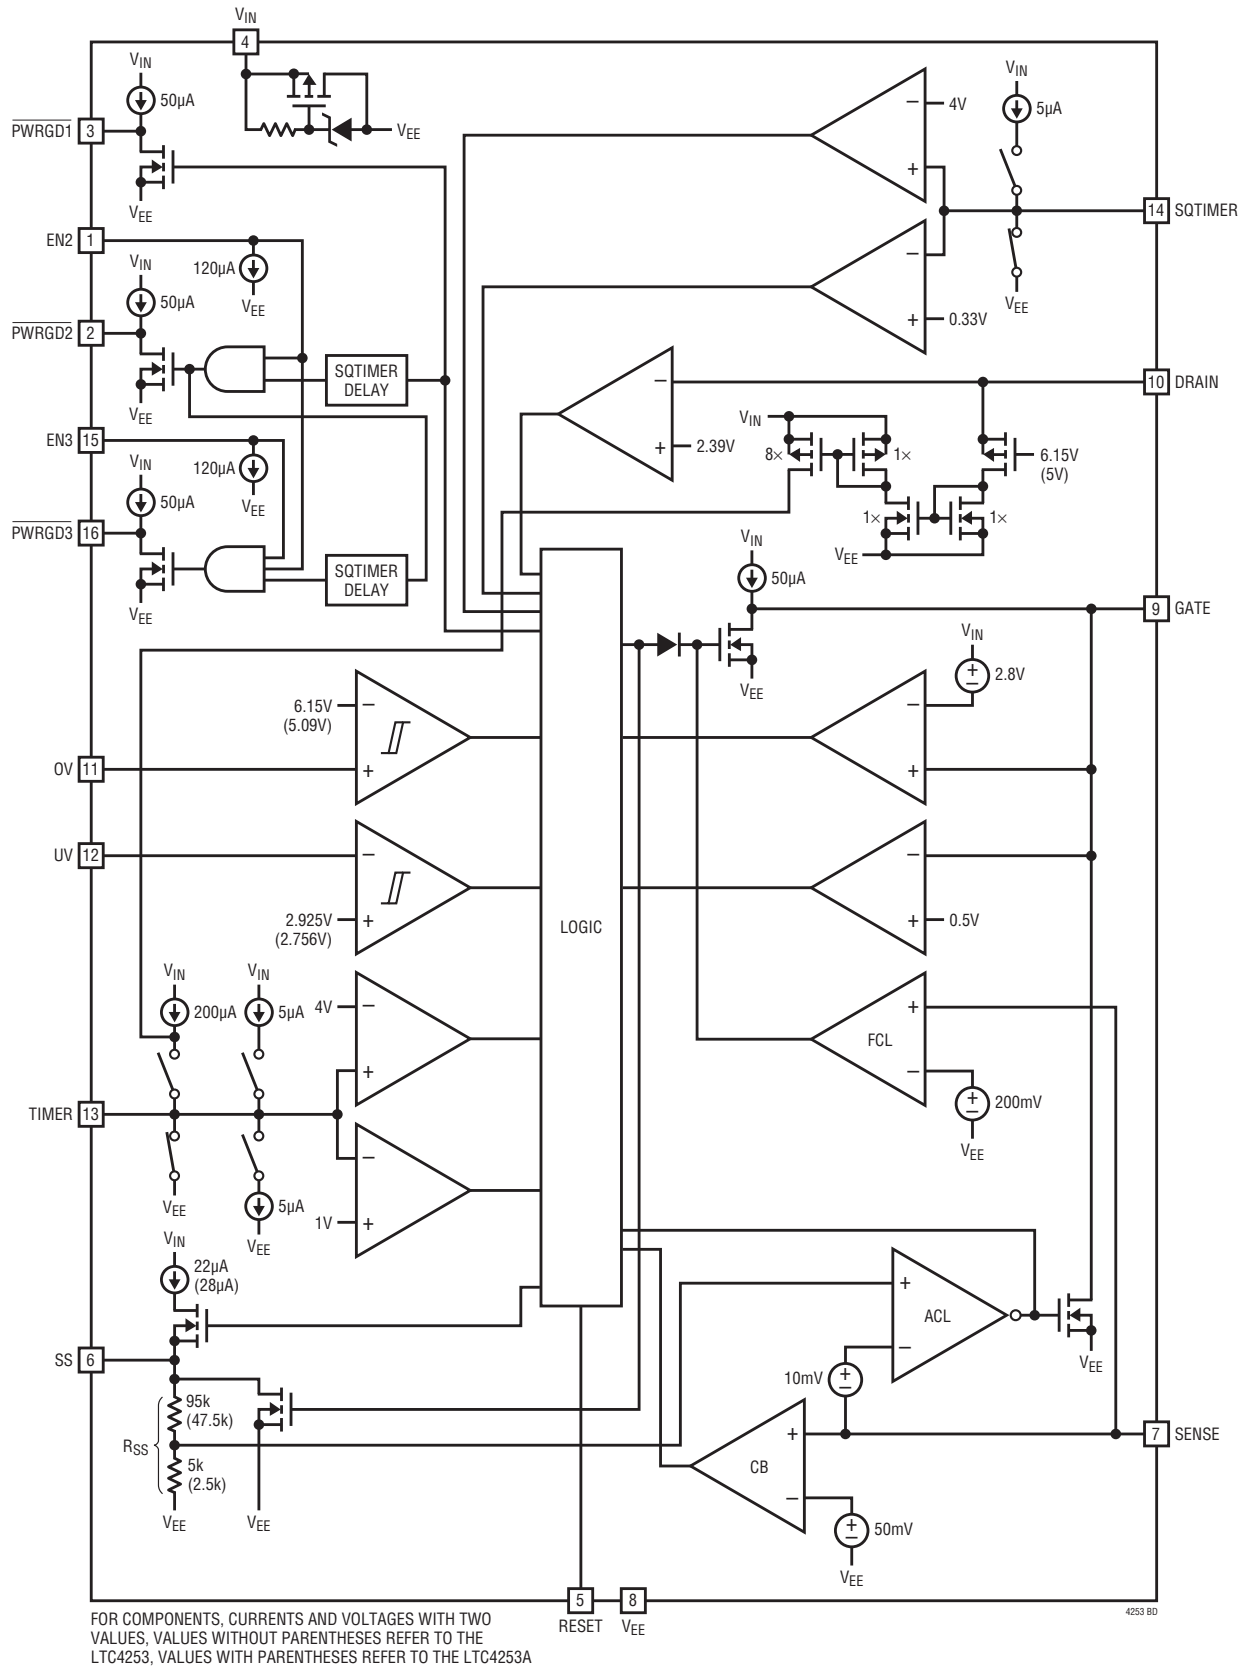 VIN
4
VIN
50µA
PWRGD1
3
VEE
VEE
4V
−
+
VIN
5µA
14
SQTIMER
−
+
0.33V
VEE
EN2
1
VIN
120µA
VEE
50µA
PWRGD2
2
VEE
SQTIMER
DELAY
EN3
15
VIN
120µA
VEE
50µA
PWRGD3
16
VEE
SQTIMER
DELAY
−
10
DRAIN
+
2.39V
VIN
8×
1×
6.15V
(5V)
1×
1×
VEE
VIN
50µA
9
GATE
VEE
VIN
+
−
2.8V
−
+
6.15V
(5.09V)
−
OV
11
+
UV
12
−
2.925V
(2.756V)
+
LOGIC
−
+
0.5V
VIN
200µA
VIN
5µA
4V
−
+
TIMER
13
−
1V
+
VEE
5µA
VEE
FCL
+
−
+
−
200mV
VEE
VIN
22µA
(28µA)
SS
6
95k
(47.5k)
RSS
5k
(2.5k)
VEE
VEE
ACL
+
−
VEE
10mV
+
−
CB
+
−
7
SENSE
+
−
50mV
VEE
5
RESET
8
VEE
4253 BD
FOR COMPONENTS, CURRENTS AND VOLTAGES WITH TWO
VALUES, VALUES WITHOUT PARENTHESES REFER TO THE
LTC4253, VALUES WITH PARENTHESES REFER TO THE LTC4253A